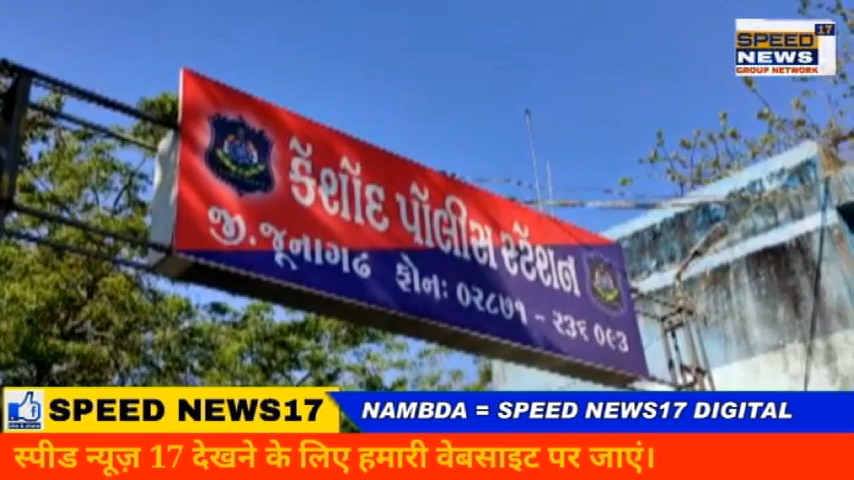 SPEED 17
NEWS
GROUP NETWORK
કેશોદ પોલીસ સ્ટેશન
જી. જૂનાગઢ ફોનઃ ૦૨૮૭૧ - ૨૩૬ ૦૯૩
SPEED NEWS17
NAMBDA = SPEED NEWS17 DIGITAL
स्पीड न्यूज़ 17 देखने के लिए हमारी वेबसाइट पर जाएं।